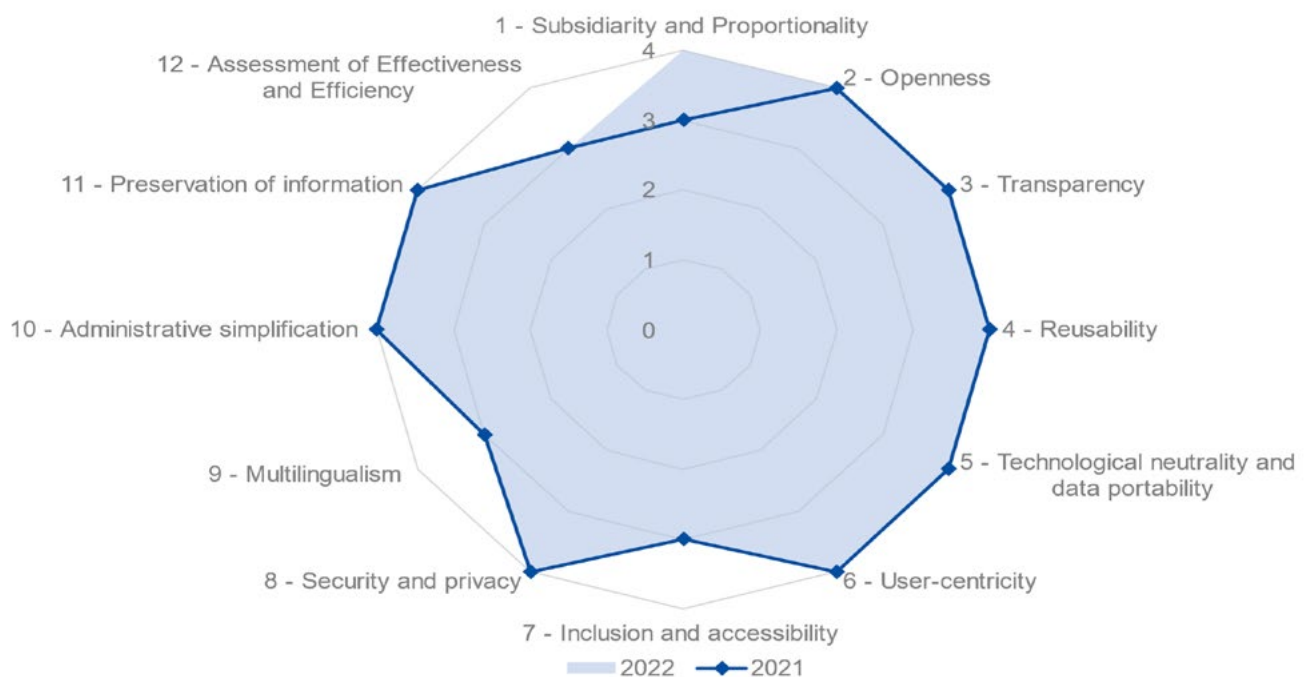 1 - Subsidiarity and Proportionality
4
12 - Assessment of Effectiveness
and Efficiency
2 - Openness
3
11 - Preservation of information
3 - Transparency
2
1
10 - Administrative simplification
0
4 - Reusability
9 - Multilingualism
5 - Technological neutrality and
data portability
8 - Security and privacy
6 - User-centricity
7 - Inclusion and accessibility
2022
2021